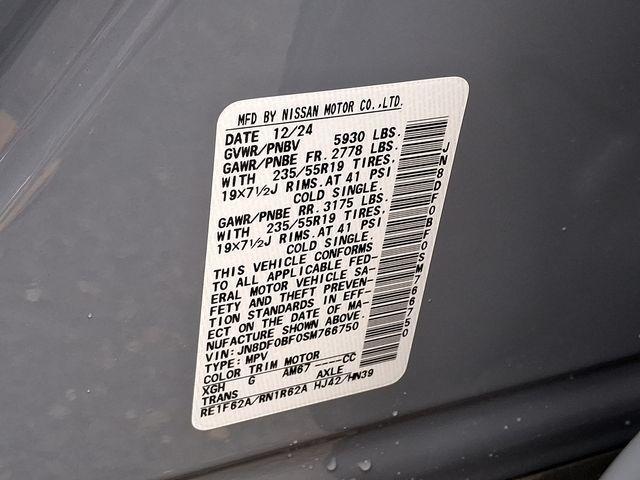 MFD BY NISSAN MOTOR CO.,LTD.
DATE 12/24
GVWR/PNBV 5930 LBS.
GAWR/PNBE FR. 2778 LBS.
WITH 235/55R19 TIRES,
19×7½J RIMS.AT 41 PSI
COLD SINGLE.
GAWR/PNBE RR. 3175 LBS.
WITH 235/55R19 TIRES,
19×7½J RIMS.AT 41 PSI
COLD SINGLE.
THIS VEHICLE CONFORMS
TO ALL APPLICABLE FED-
ERAL MOTOR VEHICLE SA-
FETY AND THEFT PREVEN-
TION STANDARDS IN EFF-
ECT ON THE DATE OF MA-
NUFACTURE SHOWN ABOVE.
VIN: JN8DF0BF0SM766750
TYPE: MPV
COLOR TRIM MOTOR ----CC
XGH G AM67
TRANS AXLE
RE1F62A/RN1R62A HJ42/HN39
JN8DF0BF0SM766750